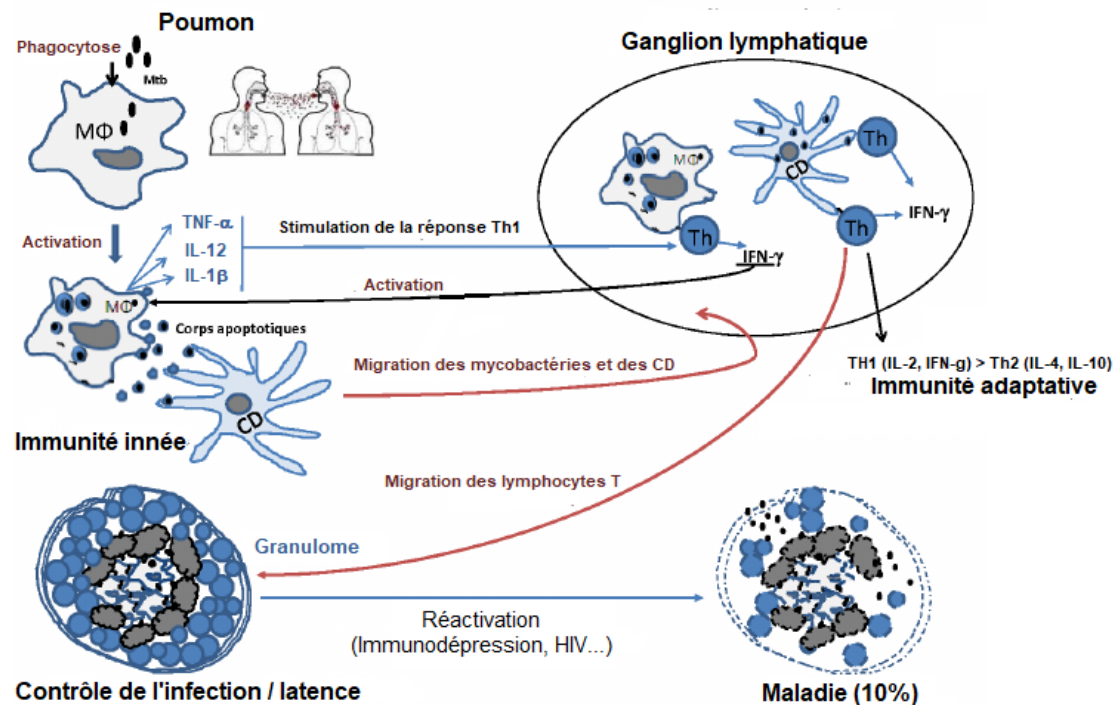 Poumon
Phagocytose
Mtb
MΦ
Activation
TNF-α
IL-12
IL-1β
Stimulation de la réponse Th1
MΦ
Activation
Corps apoptotiques
CD
Immunité innée
Migration des mycobactéries et des CD
Ganglion lymphatique
MΦ
CD
Th
Th
Th
IFN-γ
IFN-γ
TH1 (IL-2, IFN-g) > Th2 (IL-4, IL-10)
Immunité adaptative
Migration des lymphocytes T
Granulome
Réactivation
(Immunodépression, HIV...)
Contrôle de l'infection / latence
Maladie (10%)